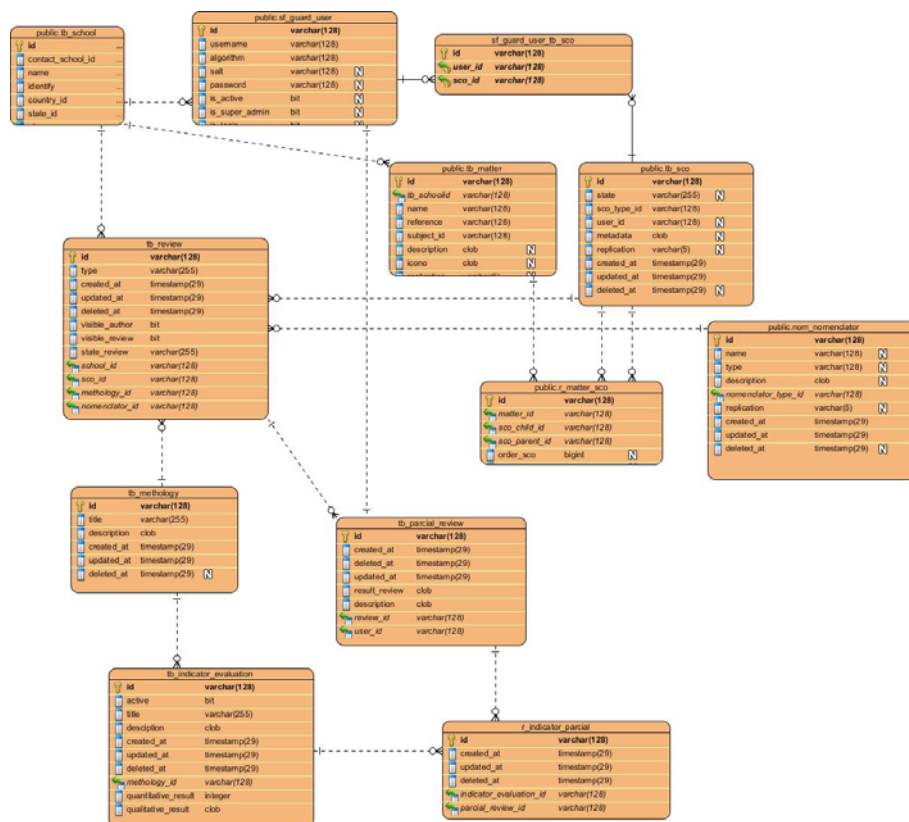 public.tb_school
id ...
contact_school_id ...
name ...
identify ...
country_id ...
state_id ...
public.sf_guard_user
id varchar(128)
username varchar(128)
algorithm varchar(128)
salt varchar(128) N
password varchar(128) N
is_active bit N
is_super_admin bit N
sf_guard_user_tb_sco
id varchar(128)
user_id varchar(128)
sco_id varchar(128)
public.tb_matter
id varchar(128)
tb_schoolid varchar(128)
name varchar(128)
reference varchar(128)
subject_id varchar(128)
description clob N
icono clob N
public.tb_sco
id varchar(128)
state varchar(255) N
sco_type_id varchar(128)
user_id varchar(128) N
metadata clob N
replication varchar(5) N
created_at timestamp(29)
updated_at timestamp(29)
deleted_at timestamp(29) N
tb_review
id varchar(128)
type varchar(255)
created_at timestamp(29)
updated_at timestamp(29)
deleted_at timestamp(29)
visible_author bit
visible_review bit
state_review varchar(255)
school_id varchar(128)
sco_id varchar(128)
methology_id varchar(128)
nomenclator_id varchar(128)
public.nom_nomenclator
id varchar(128)
name varchar(128) N
type varchar(128) N
description clob N
nomenclator_type_id varchar(128)
replication varchar(5) N
created_at timestamp(29)
updated_at timestamp(29)
deleted_at timestamp(29) N
public.r_matter_sco
id varchar(128)
matter_id varchar(128)
sco_child_id varchar(128)
sco_parent_id varchar(128)
order_sco bigint N
tb_methology
id varchar(128)
title varchar(255)
description clob
created_at timestamp(29)
updated_at timestamp(29)
deleted_at timestamp(29) N
tb_parcial_review
id varchar(128)
created_at timestamp(29)
deleted_at timestamp(29)
updated_at timestamp(29)
result_review clob
description clob
review_id varchar(128)
user_id varchar(128)
tb_indicator_evaluation
id varchar(128)
active bit
title varchar(255)
desciption clob
created_at timestamp(29)
updated_at timestamp(29)
deleted_at timestamp(29)
methology_id varchar(128)
quantitative_result integer
qualitative_result clob
r_indicator_parcial
id varchar(128)
created_at timestamp(29)
updated_at timestamp(29)
deleted_at timestamp(29)
indicator_evaluation_id varchar(128)
parcial_review_id varchar(128)